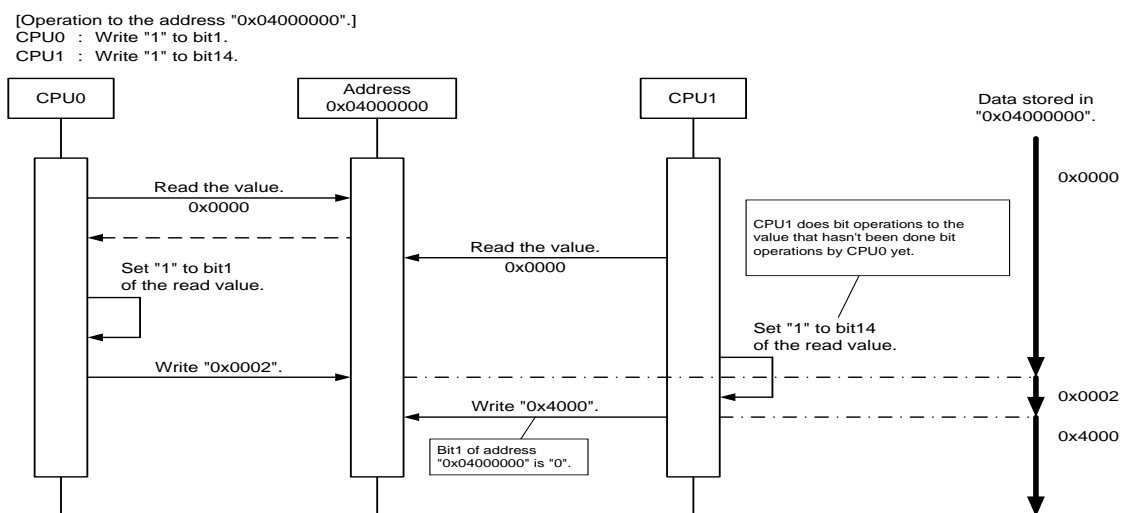 [Operation to the address "0x04000000".]
CPU0 : Write "1" to bit1.
CPU1 : Write "1" to bit14.
CPU0
Address
0x04000000
CPU1
Data stored in
"0x04000000".
Read the value.
0x0000
0x0000
CPU1 does bit operations to the
value that hasn't been done bit
operations by CPU0 yet.
Read the value.
0x0000
Set "1" to bit1
of the read value.
Set "1" to bit14
of the read value.
Write "0x0002".
0x0002
Write "0x4000".
0x4000
Bit1 of address
"0x04000000" is "0".